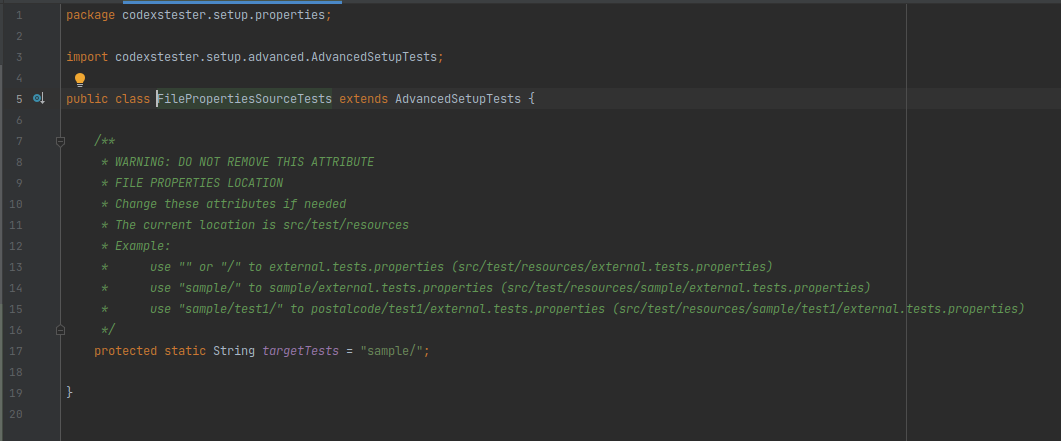 1 package codexstester.setup.properties;
2
3 import codexstester.setup.advanced.AdvancedSetupTests;
4
5 public class FilePropertiesSourceTests extends AdvancedSetupTests {
6
7 /**
8 * WARNING: DO NOT REMOVE THIS ATTRIBUTE
9 * FILE PROPERTIES LOCATION
10 * Change these attributes if needed
11 * The current location is src/test/resources
12 * Example:
13 * use "" or "/" to external.tests.properties (src/test/resources/external.tests.properties)
14 * use "sample/" to sample/external.tests.properties (src/test/resources/sample/external.tests.properties)
15 * use "sample/test1/" to postalcode/test1/external.tests.properties (src/test/resources/sample/test1/external.tests.properties)
16 */
17 protected static String targetTests = "sample/";
18
19 }
20